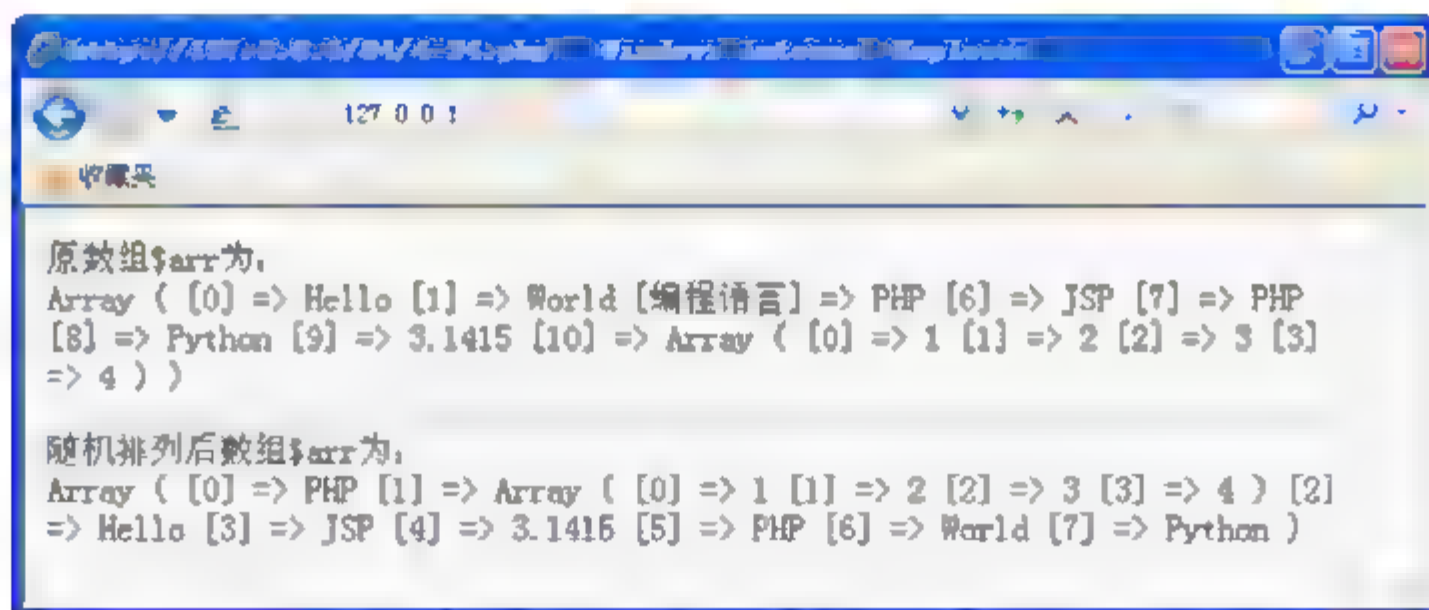 127 0 0 1
收藏夹
原数组$arr为:
Array ( [0] => Hello [1] => World [编程语言] => PHP [6] => JSP [7] => PHP
[8] => Python [9] => 3.1415 [10] => Array ( [0] => 1 [1] => 2 [2] => 3 [3]
=> 4 ) )
随机排列后数组$arr为:
Array ( [0] => PHP [1] => Array ( [0] => 1 [1] => 2 [2] => 3 [3] => 4 ) [2]
=> Hello [3] => JSP [4] => 3.1415 [5] => PHP [6] => World [7] => Python )